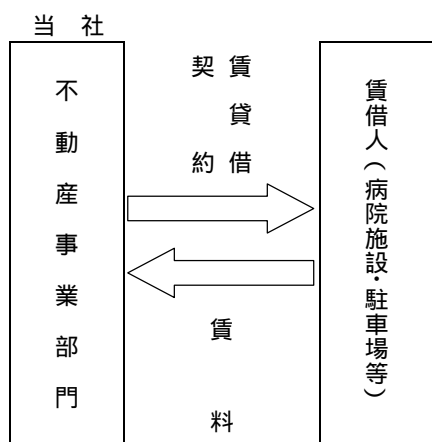 当社
不動産事業部門
賃貸借
契約
賃料
賃借人(病院施設・駐車場等)